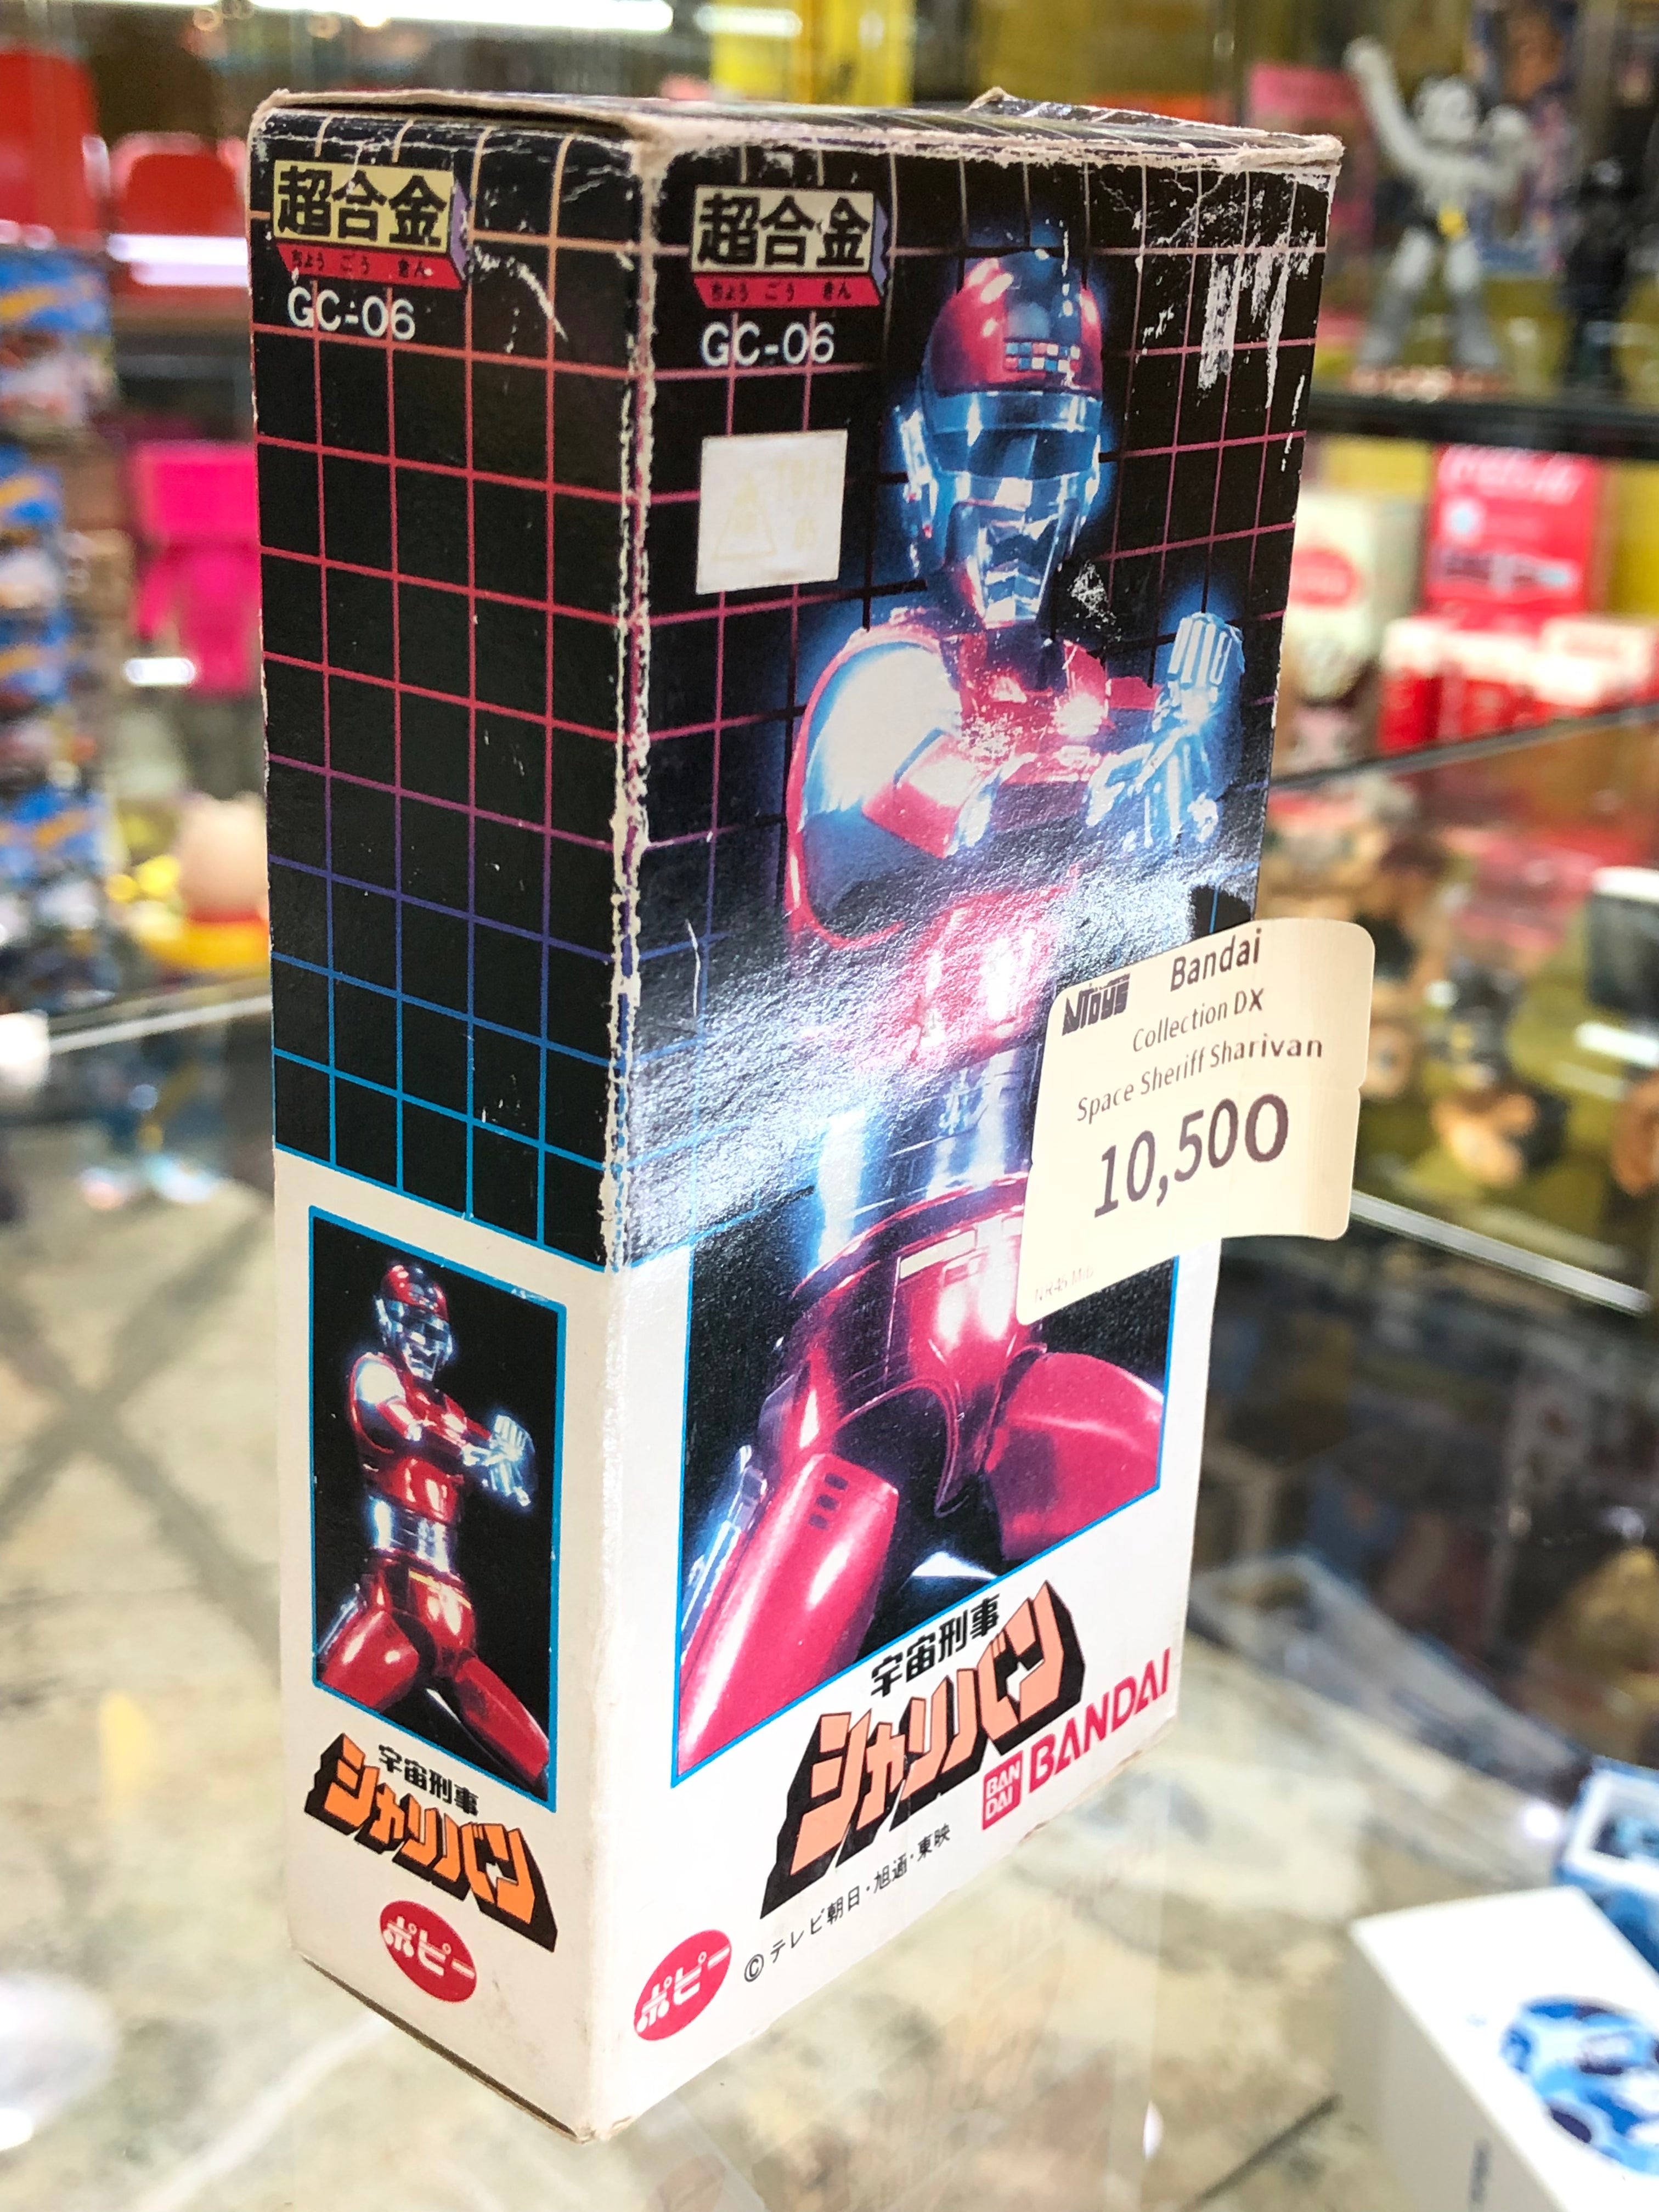 超合金
ちょうごうきん
GC-06
宇宙刑事
シャリバン
ポピー
超合金
ちょうごうきん
GC-06
NTOYS
Bandai
Collection DX
Space Sheriff Sharivan
10,500
宇宙刑事
シャリバン
BAN
DAI
BANDAI
ポピー
©テレビ朝日・旭通・東映